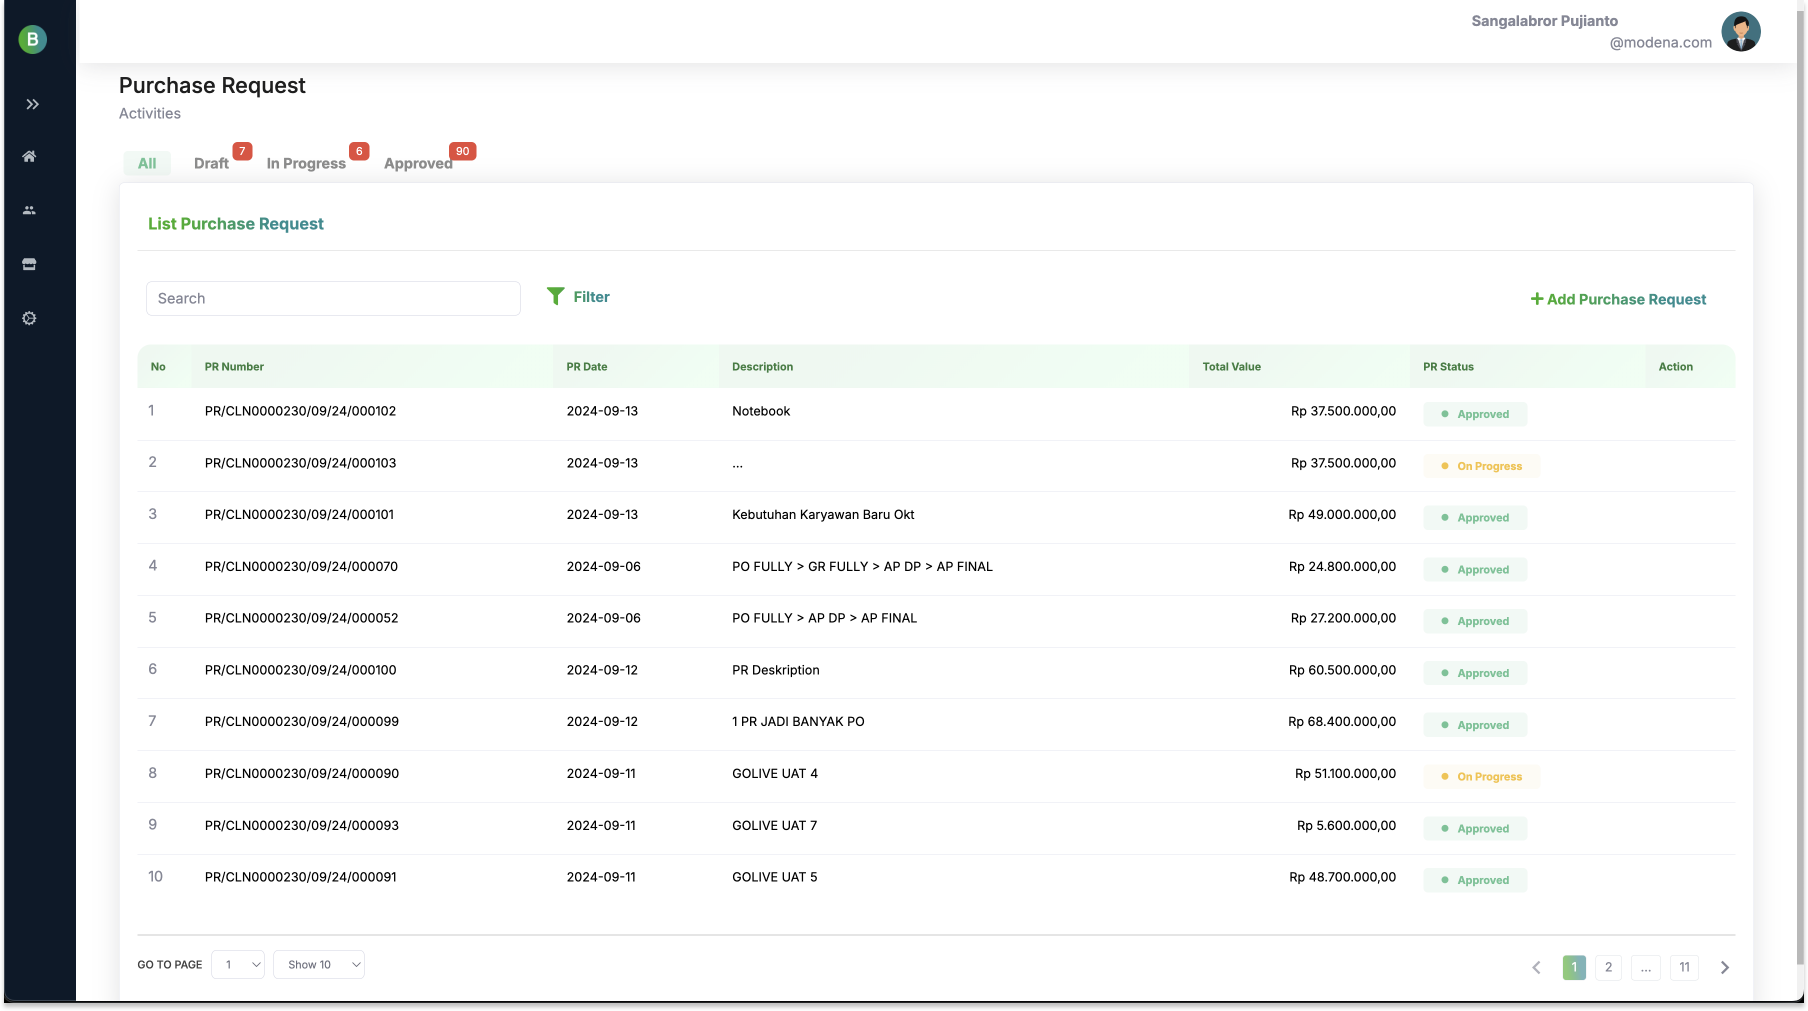 B
Sangalabror Pujianto
@modena.com
Purchase Request
Activities
All
Draft 7
In Progress 6
Approved 90
List Purchase Request
Search
Filter
+ Add Purchase Request
No PR Number PR Date Description Total Value PR Status Action
1 PR/CLN0000230/09/24/000102 2024-09-13 Notebook Rp 37.500.000,00 Approved
2 PR/CLN0000230/09/24/000103 2024-09-13 ... Rp 37.500.000,00 On Progress
3 PR/CLN0000230/09/24/000101 2024-09-13 Kebutuhan Karyawan Baru Okt Rp 49.000.000,00 Approved
4 PR/CLN0000230/09/24/000070 2024-09-06 PO FULLY > GR FULLY > AP DP > AP FINAL Rp 24.800.000,00 Approved
5 PR/CLN0000230/09/24/000052 2024-09-06 PO FULLY > AP DP > AP FINAL Rp 27.200.000,00 Approved
6 PR/CLN0000230/09/24/000100 2024-09-12 PR Deskription Rp 60.500.000,00 Approved
7 PR/CLN0000230/09/24/000099 2024-09-12 1 PR JADI BANYAK PO Rp 68.400.000,00 Approved
8 PR/CLN0000230/09/24/000090 2024-09-11 GOLIVE UAT 4 Rp 51.100.000,00 On Progress
9 PR/CLN0000230/09/24/000093 2024-09-11 GOLIVE UAT 7 Rp 5.600.000,00 Approved
10 PR/CLN0000230/09/24/000091 2024-09-11 GOLIVE UAT 5 Rp 48.700.000,00 Approved
GO TO PAGE 1 Show 10 1 2 ... 11